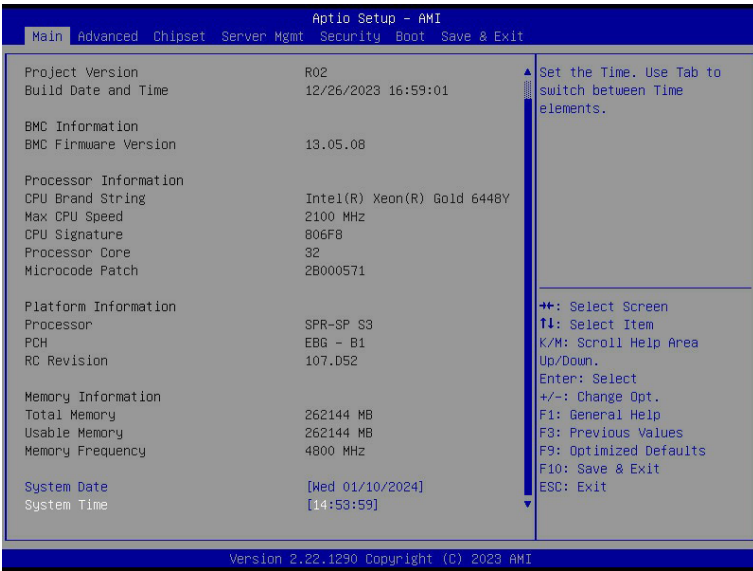 Aptio Setup - AMI
Main Advanced Chipset Server Mgmt Security Boot Save & Exit
Project Version R02
Build Date and Time 12/26/2023 16:59:01
BMC Information
BMC Firmware Version 13.05.08
Processor Information
CPU Brand String Intel(R) Xeon(R) Gold 6448Y
Max CPU Speed 2100 MHz
CPU Signature 806F8
Processor Core 32
Microcode Patch 2B000571
Platform Information
Processor SPR-SP S3
PCH EBG - B1
RC Revision 107.D52
Memory Information
Total Memory 262144 MB
Usable Memory 262144 MB
Memory Frequency 4800 MHz
System Date [Wed 01/10/2024]
System Time [14:53:59]
Set the Time. Use Tab to
switch between Time
elements.
→←: Select Screen
↑↓: Select Item
K/M: Scroll Help Area
Up/Down.
Enter: Select
+/-: Change Opt.
F1: General Help
F3: Previous Values
F9: Optimized Defaults
F10: Save & Exit
ESC: Exit
Version 2.22.1290 Copyright (C) 2023 AMI